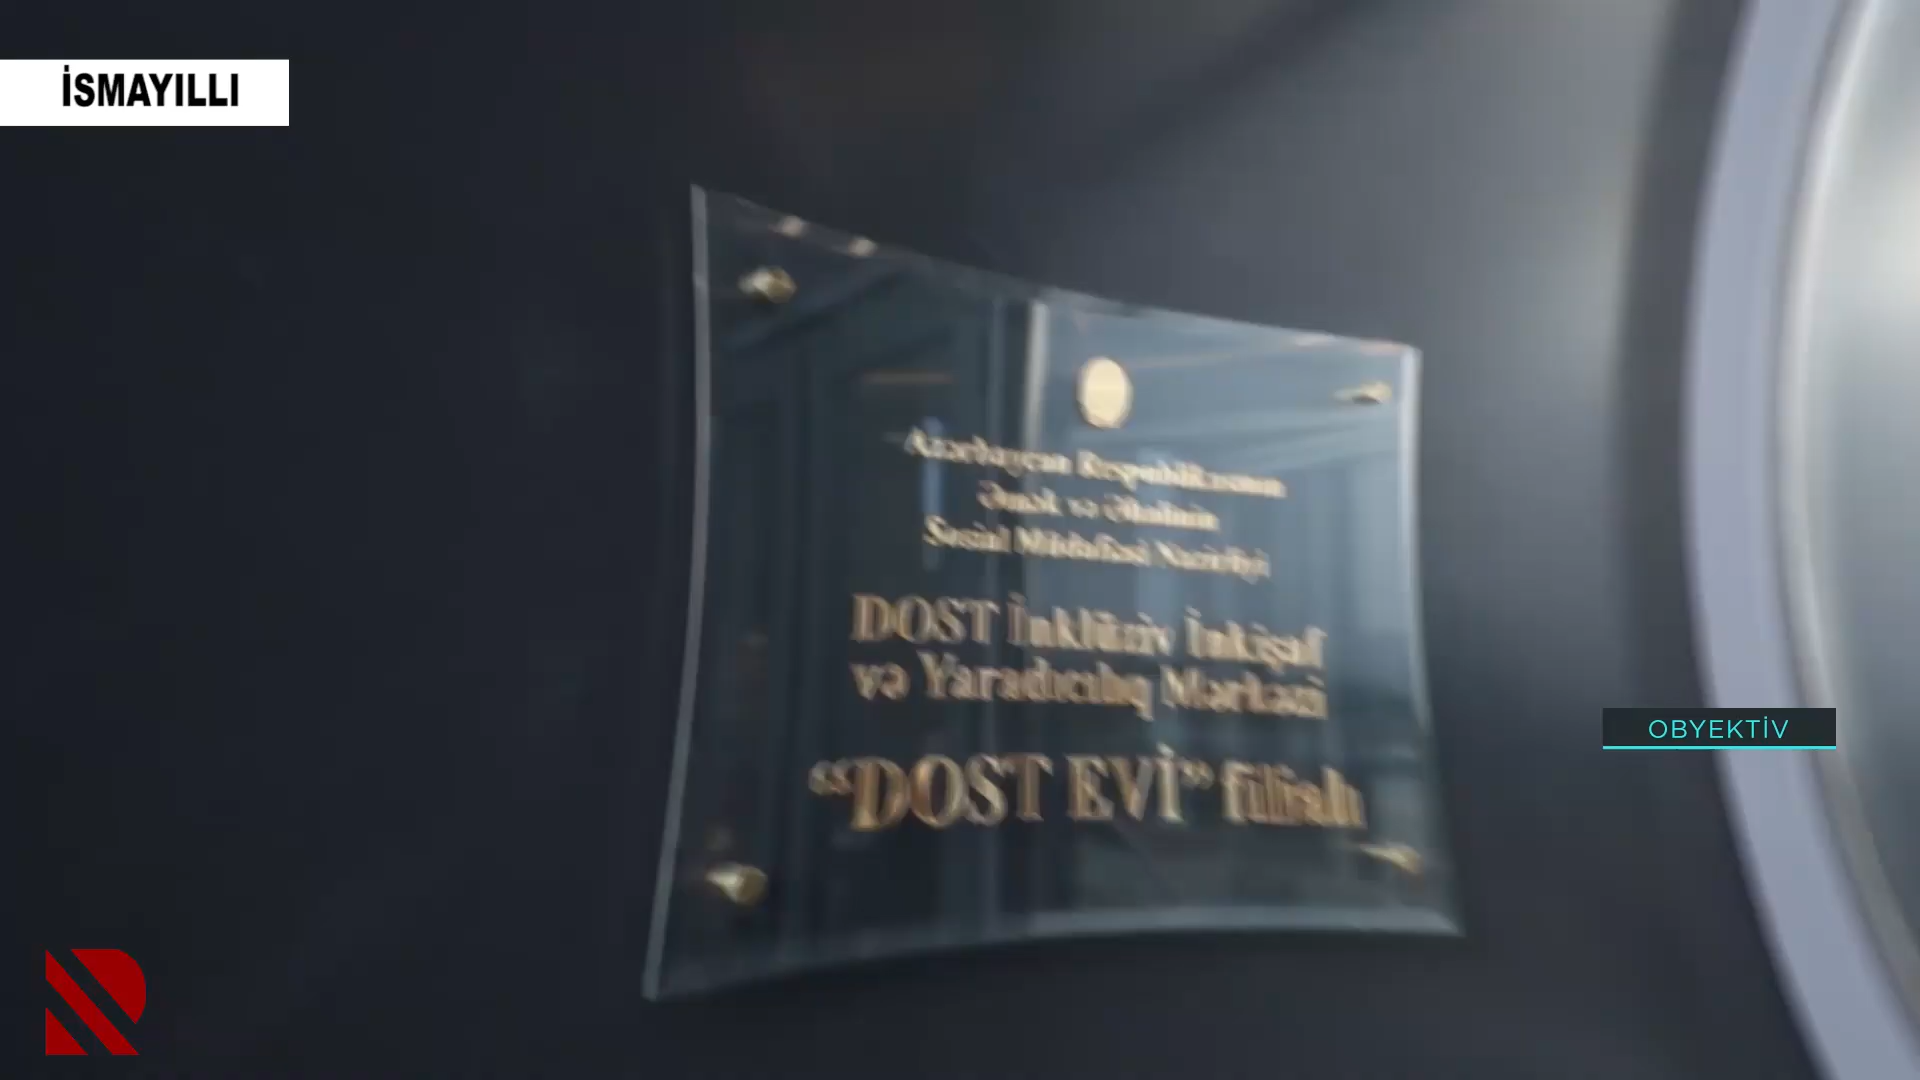 İSMAYILLI
Azərbaycan Respublikasının
Əmək və Əhalinin
Sosial Müdafiəsi Nazirliyi
DOST İnklüziv İnkişaf
və Yaradıcılıq Mərkəzi
“DOST EVİ” filialı
OBYEKTİV